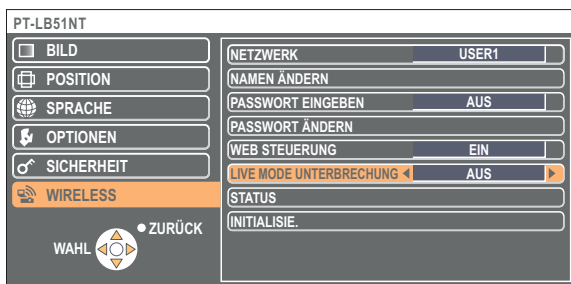 PT-LB51NT
BILD
POSITION
SPRACHE
OPTIONEN
SICHERHEIT
WIRELESS
ZURÜCK
WAHL
NETZWERK USER1
NAMEN ÄNDERN
PASSWORT EINGEBEN AUS
PASSWORT ÄNDERN
WEB STEUERUNG EIN
LIVE MODE UNTERBRECHUNG AUS
STATUS
INITIALISIE.